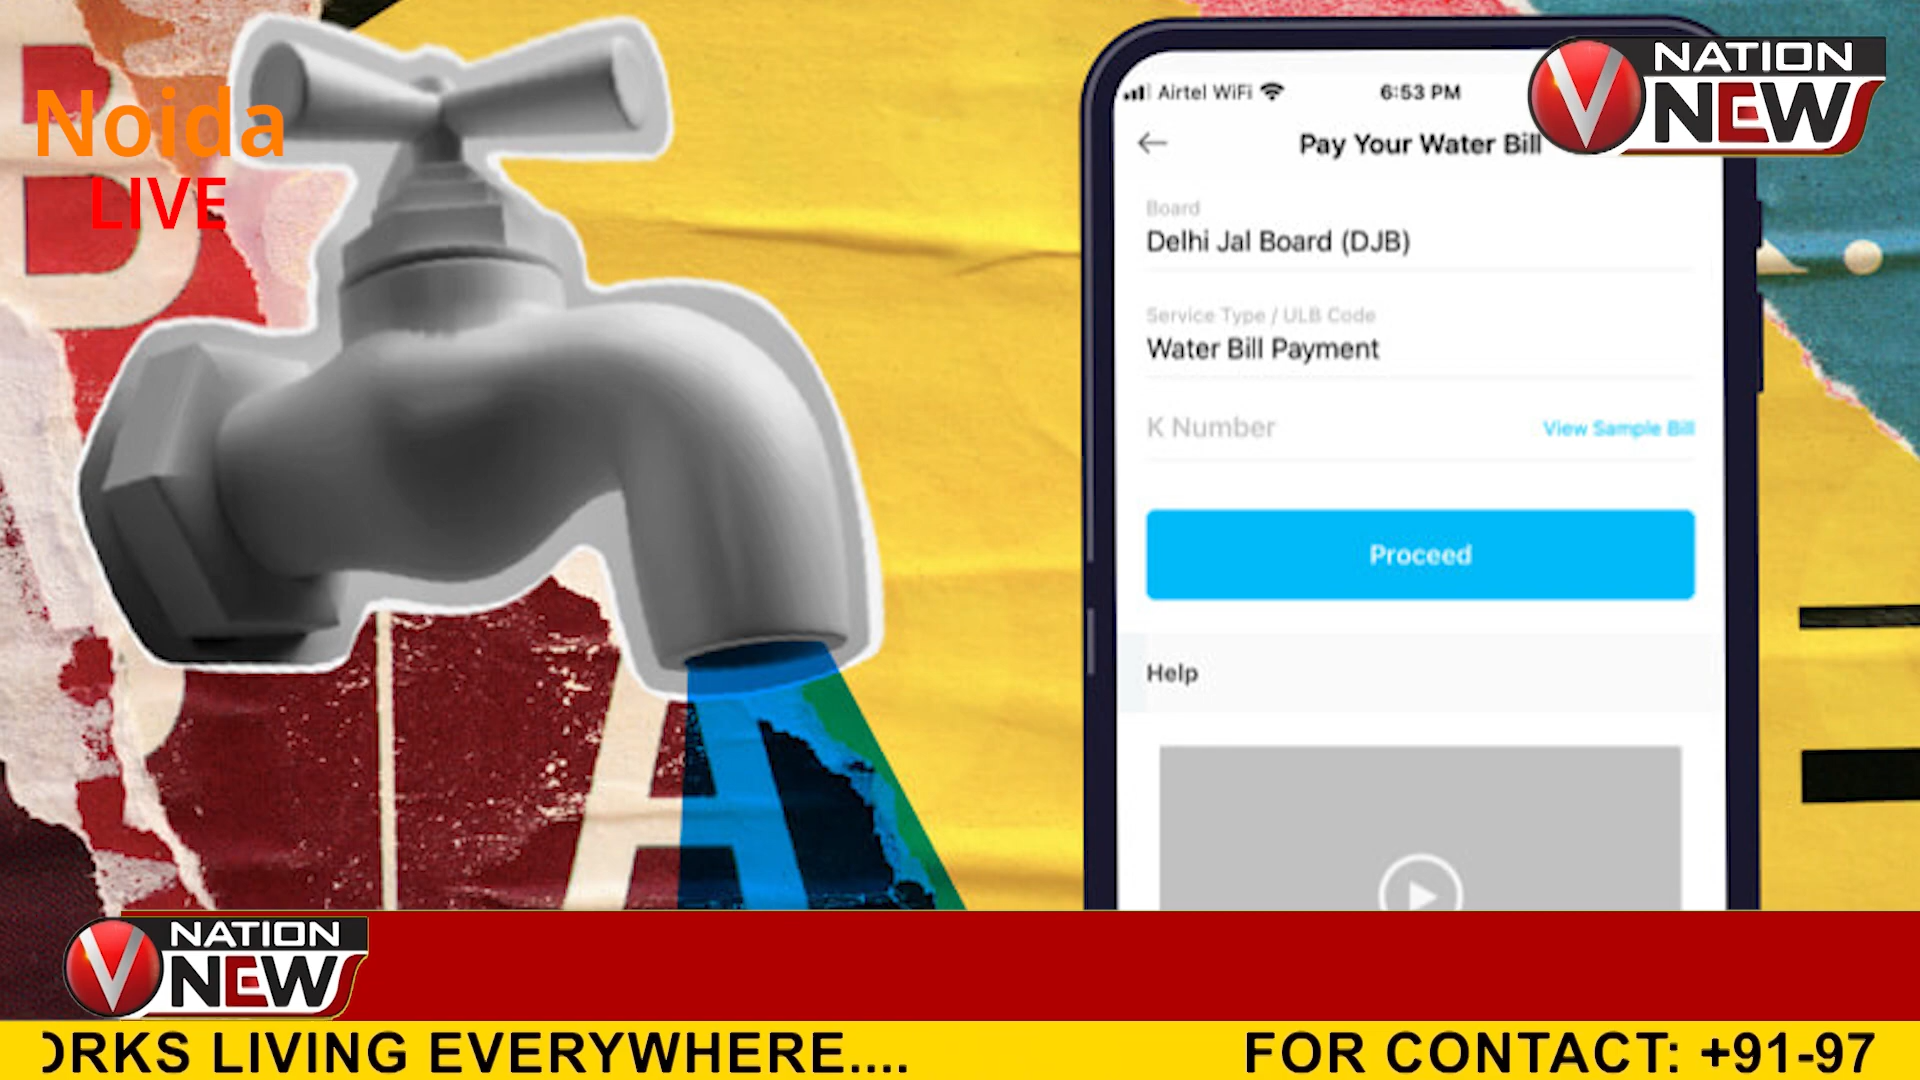 Noida
LIVE
Airtel WiFi
6:53 PM
V NATION
NEWS
Pay Your Water Bill
Board
Delhi Jal Board (DJB)
Service Type / ULB Code
Water Bill Payment
K Number
View Sample Bill
Proceed
Help
V NATION
NEWS
ORKS LIVING EVERYWHERE....
FOR CONTACT: +91-97